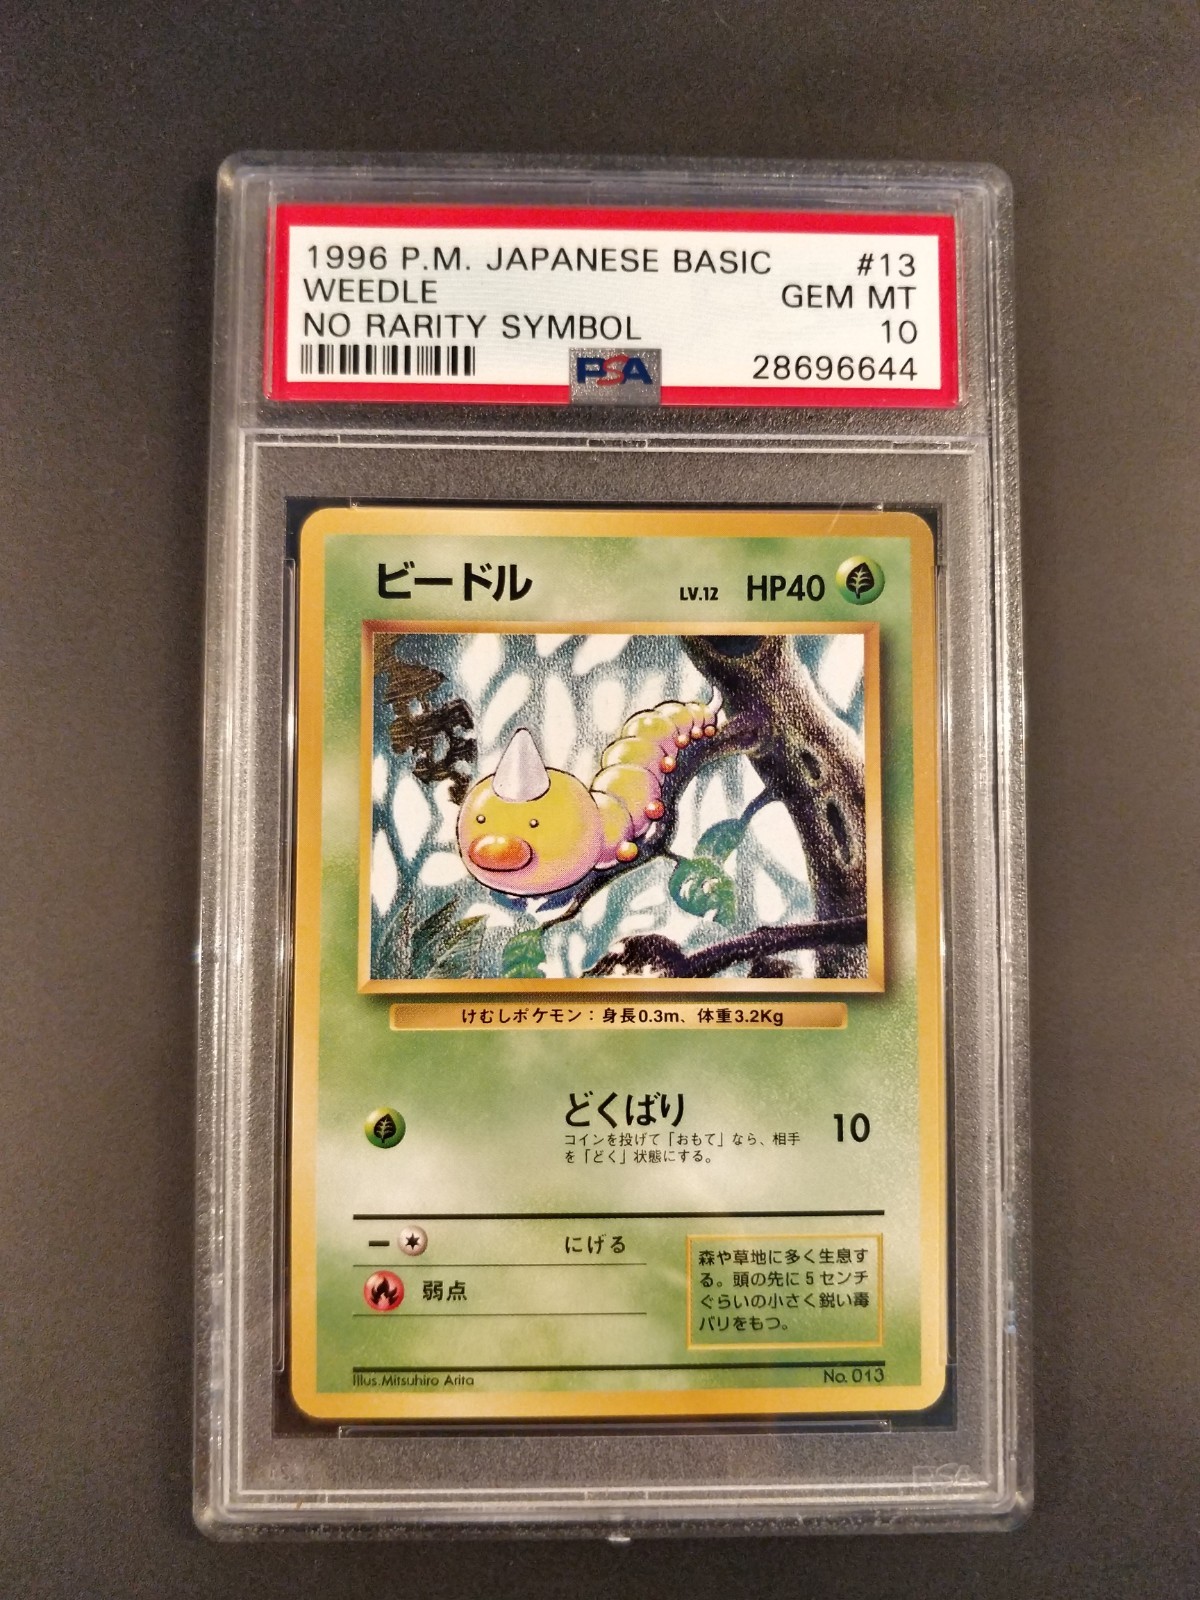 1996 P.M. JAPANESE BASIC #13
WEEDLE GEM MT
NO RARITY SYMBOL 10
PSA 28696644
ビードル LV.12 HP40
けむしポケモン：身長0.3m、体重3.2Kg
どくばり 10
コインを投げて「おもて」なら、相手
を「どく」状態にする。
にげる
弱点
森や草地に多く生息す
る。頭の先に5センチ
ぐらいの小さく鋭い毒
バリをもつ。
Illus.Mitsuhiro Arita No.013
PSA